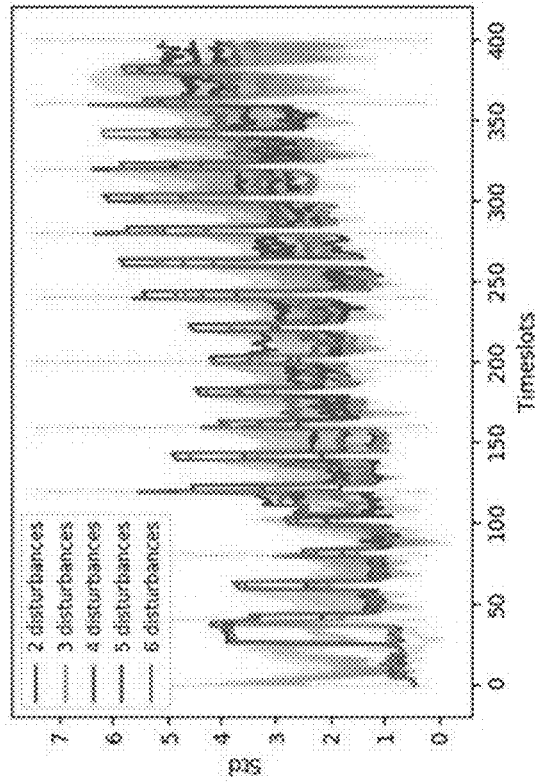 2 disturbances
3 disturbances
4 disturbances
5 disturbances
6 disturbances
7
6
5
4
3
2
1
0
Std
0 50 100 150 200 250 300 350 400
Timeslots